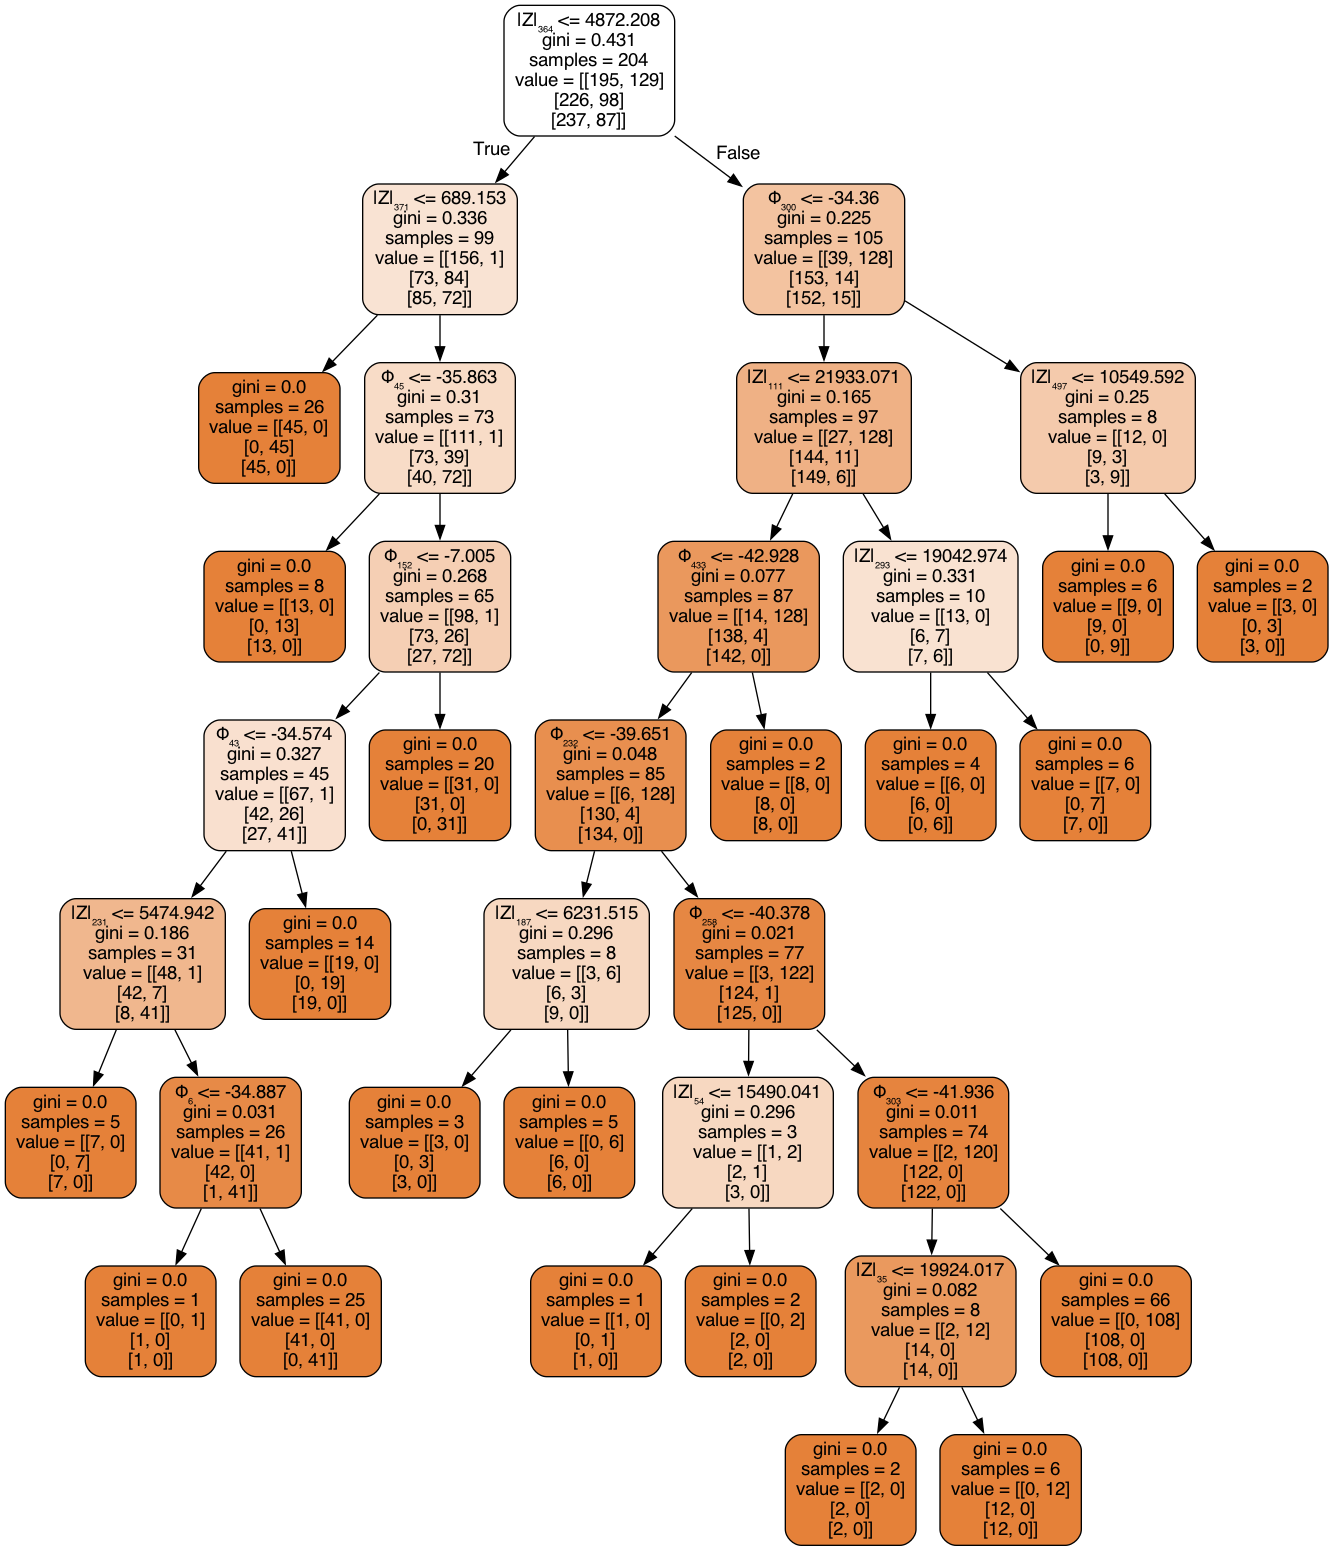 |Z|₃₆₄ <= 4872.208
gini = 0.431
samples = 204
value = [[195, 129]
[226, 98]
[237, 87]]
True
False
|Z|₃₇₁ <= 689.153
gini = 0.336
samples = 99
value = [[156, 1]
[73, 84]
[85, 72]]
Φ₃₀₀ <= -34.36
gini = 0.225
samples = 105
value = [[39, 128]
[153, 14]
[152, 15]]
gini = 0.0
samples = 26
value = [[45, 0]
[0, 45]
[45, 0]]
Φ₄₅ <= -35.863
gini = 0.31
samples = 73
value = [[111, 1]
[73, 39]
[40, 72]]
|Z|₁₁₁ <= 21933.071
gini = 0.165
samples = 97
value = [[27, 128]
[144, 11]
[149, 6]]
|Z|₄₉₇ <= 10549.592
gini = 0.25
samples = 8
value = [[12, 0]
[9, 3]
[3, 9]]
gini = 0.0
samples = 8
value = [[13, 0]
[0, 13]
[13, 0]]
Φ₁₅₂ <= -7.005
gini = 0.268
samples = 65
value = [[98, 1]
[73, 26]
[27, 72]]
Φ₄₃₃ <= -42.928
gini = 0.077
samples = 87
value = [[14, 128]
[138, 4]
[142, 0]]
|Z|₂₉₃ <= 19042.974
gini = 0.331
samples = 10
value = [[13, 0]
[6, 7]
[7, 6]]
gini = 0.0
samples = 6
value = [[9, 0]
[9, 0]
[0, 9]]
gini = 0.0
samples = 2
value = [[3, 0]
[0, 3]
[3, 0]]
Φ₄₃ <= -34.574
gini = 0.327
samples = 45
value = [[67, 1]
[42, 26]
[27, 41]]
gini = 0.0
samples = 20
value = [[31, 0]
[31, 0]
[0, 31]]
Φ₂₃₂ <= -39.651
gini = 0.048
samples = 85
value = [[6, 128]
[130, 4]
[134, 0]]
gini = 0.0
samples = 2
value = [[8, 0]
[8, 0]
[8, 0]]
gini = 0.0
samples = 4
value = [[6, 0]
[6, 0]
[0, 6]]
gini = 0.0
samples = 6
value = [[7, 0]
[0, 7]
[7, 0]]
|Z|₂₃₁ <= 5474.942
gini = 0.186
samples = 31
value = [[48, 1]
[42, 7]
[8, 41]]
gini = 0.0
samples = 14
value = [[19, 0]
[0, 19]
[19, 0]]
|Z|₁₈₇ <= 6231.515
gini = 0.296
samples = 8
value = [[3, 6]
[6, 3]
[9, 0]]
Φ₂₅₈ <= -40.378
gini = 0.021
samples = 77
value = [[3, 122]
[124, 1]
[125, 0]]
gini = 0.0
samples = 5
value = [[7, 0]
[0, 7]
[7, 0]]
Φ₆ <= -34.887
gini = 0.031
samples = 26
value = [[41, 1]
[42, 0]
[1, 41]]
gini = 0.0
samples = 3
value = [[3, 0]
[0, 3]
[3, 0]]
gini = 0.0
samples = 5
value = [[0, 6]
[6, 0]
[6, 0]]
|Z|₅₄ <= 15490.041
gini = 0.296
samples = 3
value = [[1, 2]
[2, 1]
[3, 0]]
Φ₃₀₃ <= -41.936
gini = 0.011
samples = 74
value = [[2, 120]
[122, 0]
[122, 0]]
gini = 0.0
samples = 1
value = [[0, 1]
[1, 0]
[1, 0]]
gini = 0.0
samples = 25
value = [[41, 0]
[41, 0]
[0, 41]]
gini = 0.0
samples = 1
value = [[1, 0]
[0, 1]
[1, 0]]
gini = 0.0
samples = 2
value = [[0, 2]
[2, 0]
[2, 0]]
|Z|₃₅ <= 19924.017
gini = 0.082
samples = 8
value = [[2, 12]
[14, 0]
[14, 0]]
gini = 0.0
samples = 66
value = [[0, 108]
[108, 0]
[108, 0]]
gini = 0.0
samples = 2
value = [[2, 0]
[2, 0]
[2, 0]]
gini = 0.0
samples = 6
value = [[0, 12]
[12, 0]
[12, 0]]